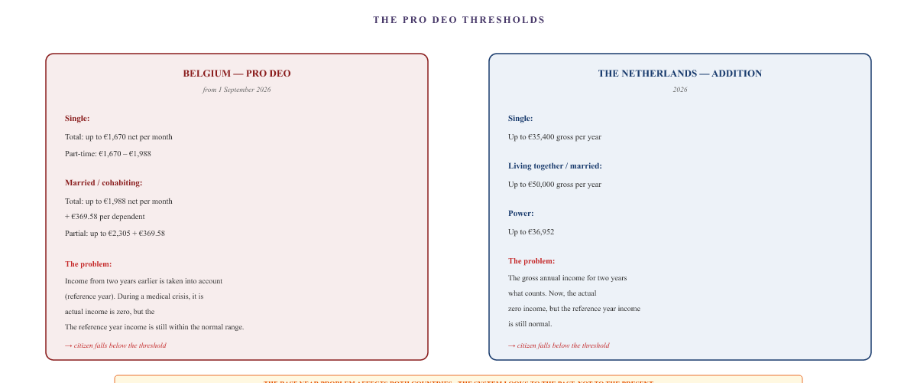 THE PRO DEO THRESHOLDS
BELGIUM — PRO DEO
from 1 September 2026
Single:
Total: up to €1,670 net per month
Part-time: €1,670 – €1,988
Married / cohabiting:
Total: up to €1,988 net per month
+ €369.58 per dependent
Partial: up to €2,305 + €369.58
The problem:
Income from two years earlier is taken into account
(reference year). During a medical crisis, it is
actual income is zero, but the
The reference year income is still within the normal range.
→ citizen falls below the threshold
THE NETHERLANDS — ADDITION
2026
Single:
Up to €35,400 gross per year
Living together / married:
Up to €50,000 gross per year
Power:
Up to €36,952
The problem:
The gross annual income for two years
what counts. Now, the actual
zero income, but the reference year income
is still normal.
→ citizen falls below the threshold